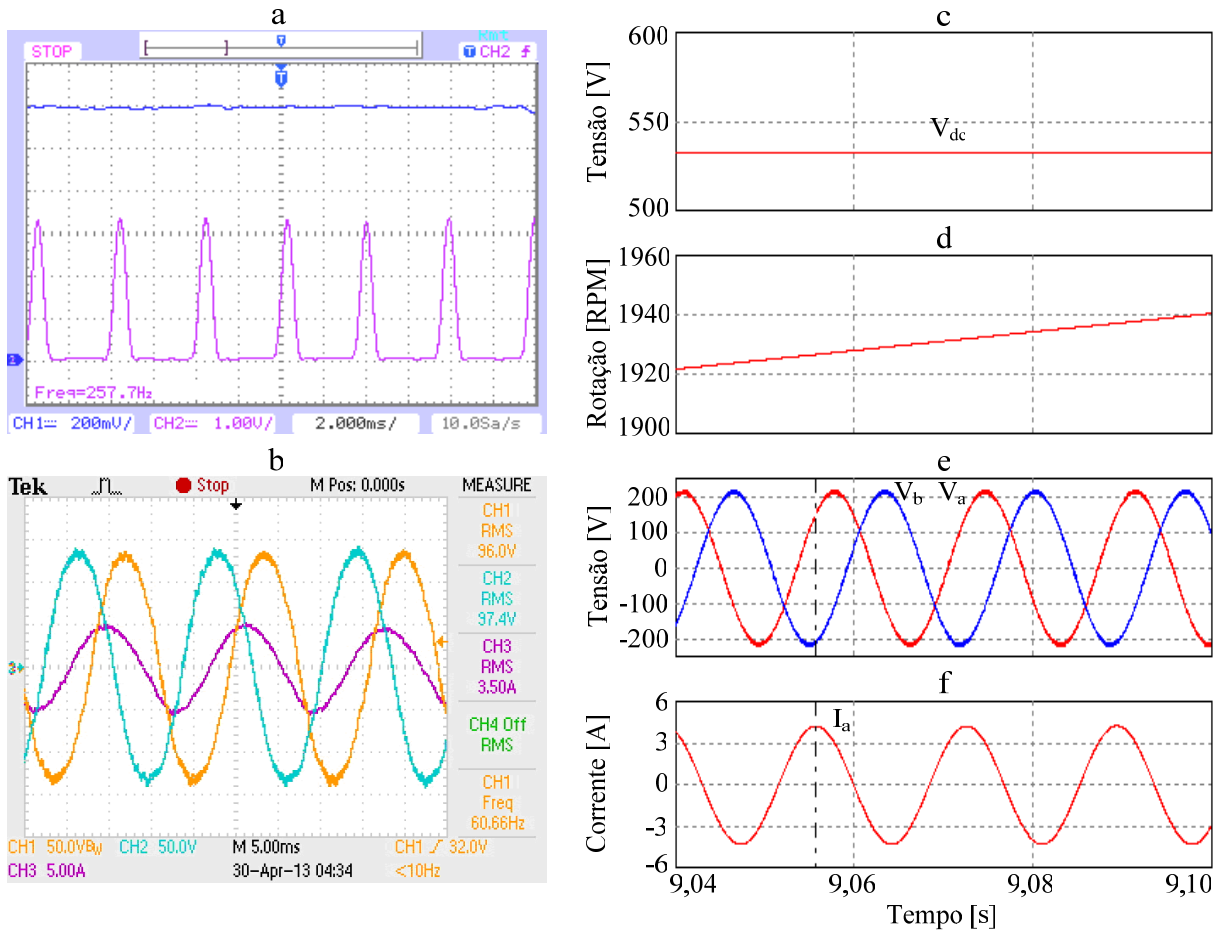 a
Rmt
STOP
T
CH2
T
2
Freq=257.7Hz
CH1 200mV/ CH2 1.00V/ 2.000ms/ 10.0Sa/s
b
Tek Stop M Pos: 0.000s MEASURE
CH1
RMS
96.0V
CH2
RMS
97.4V
CH3
RMS
3.50A
CH4 Off
RMS
CH1
Freq
60.66Hz
3
CH1 50.0VBW CH2 50.0V M 5.00ms CH1 32.0V
CH3 5.00A 30-Apr-13 04:34 <10Hz
c
Tensão [V]
600
550
500
Vdc
d
Rotação [RPM]
1960
1940
1920
1900
e
Tensão [V]
200
100
0
-100
-200
Vb Va
f
Corrente [A]
6
3
0
-3
-6
Ia
9,04 9,06 9,08 9,10
Tempo [s]